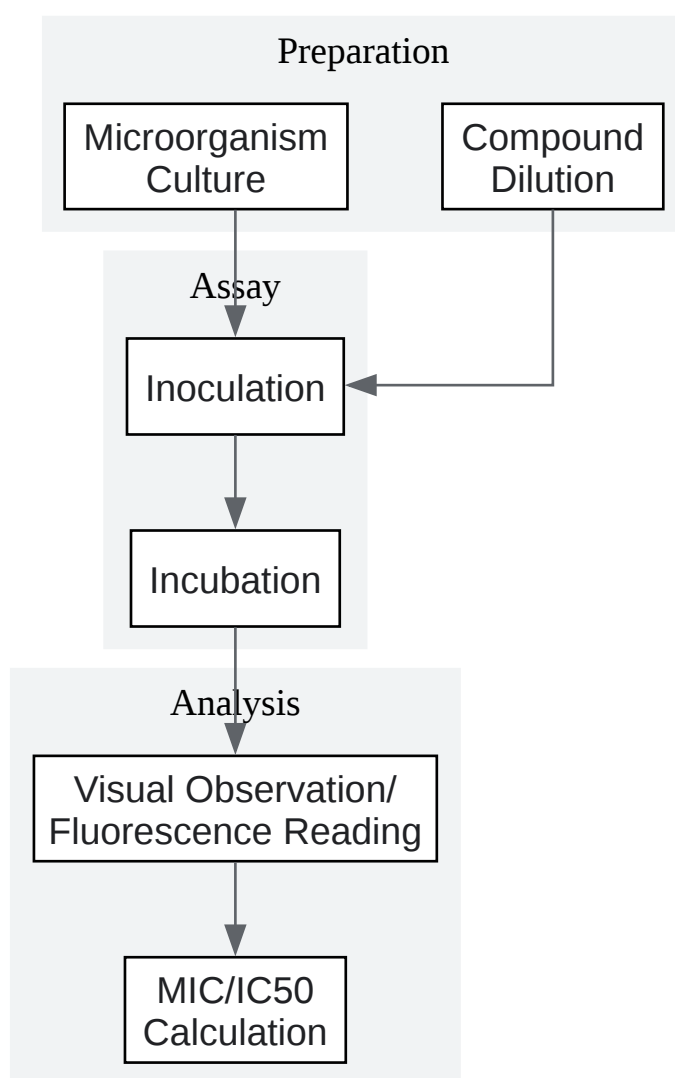 Preparation
Microorganism
Culture
Compound
Dilution
Assay
Inoculation
Incubation
Analysis
Visual Observation/
Fluorescence Reading
MIC/IC50
Calculation